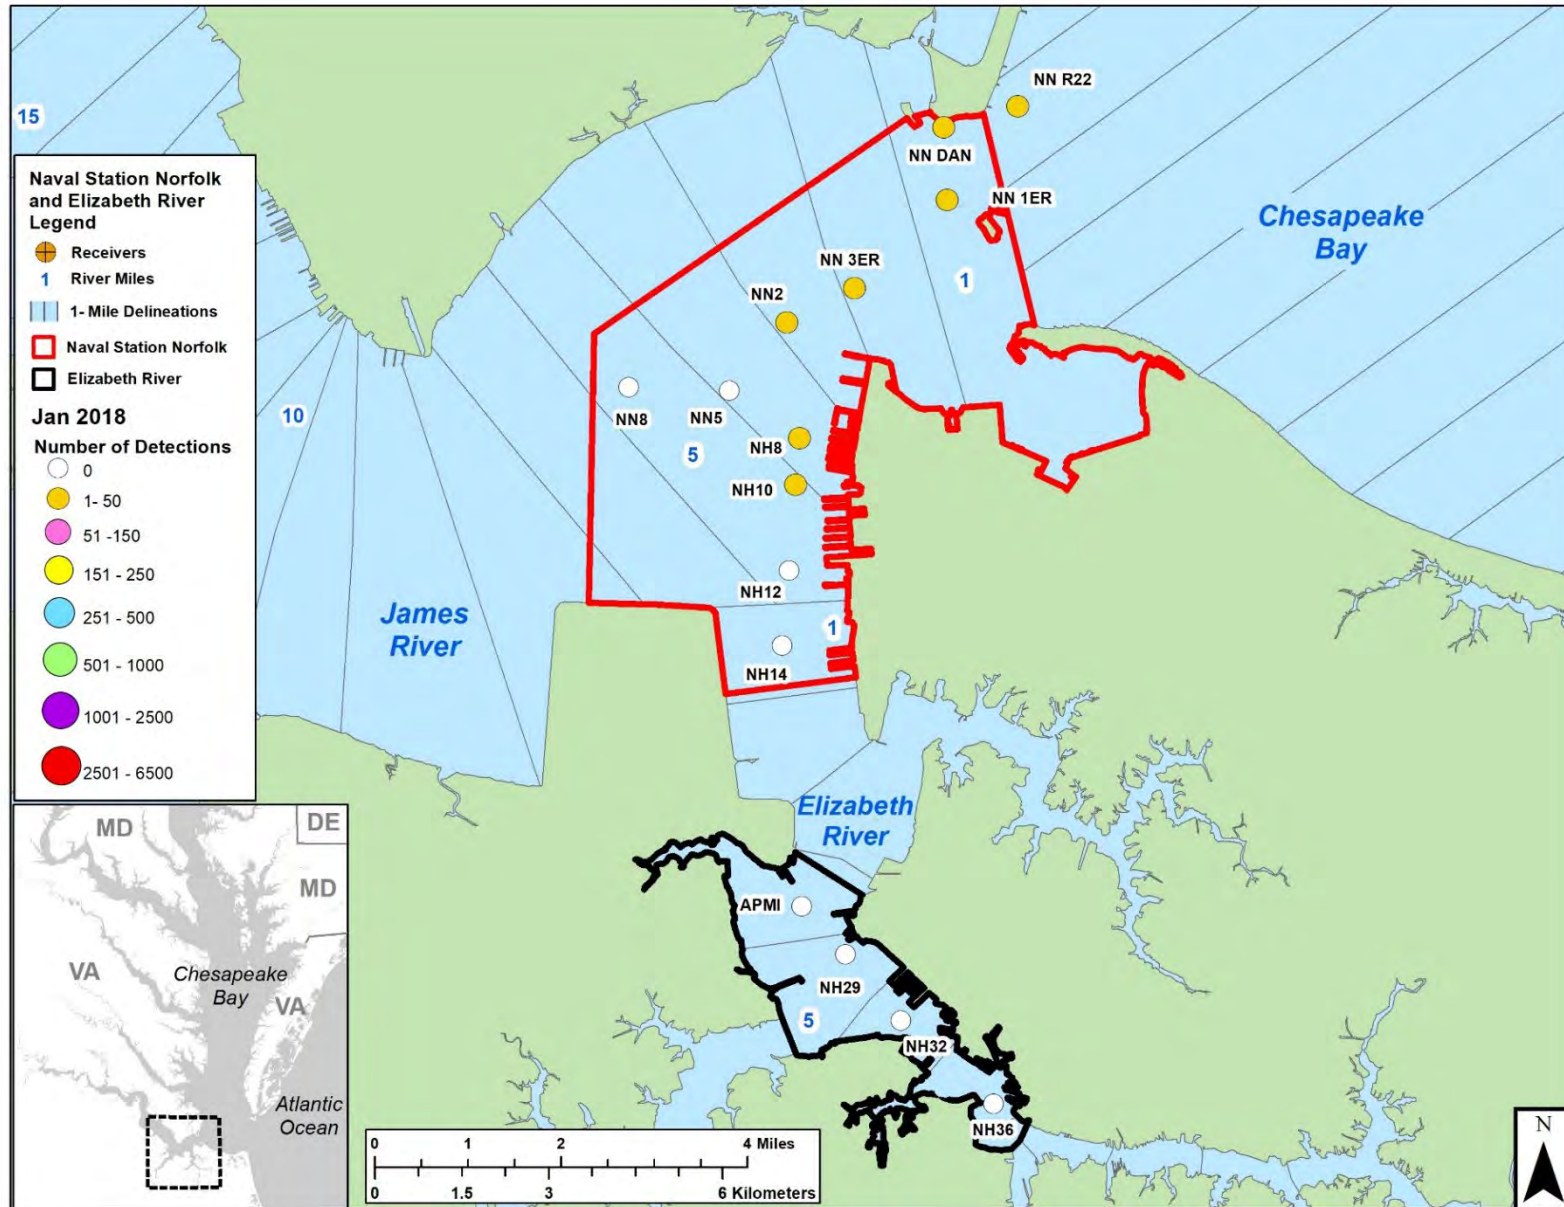 NN R22
15
NN DAN
Naval Station Norfolk
and Elizabeth River
Legend
Receivers
1 River Miles
1- Mile Delineations
Naval Station Norfolk
Elizabeth River
Jan 2018
Number of Detections
0
1- 50
51 -150
151 - 250
251 - 500
501 - 1000
1001 - 2500
2501 - 6500
NN 1ER
Chesapeake
Bay
NN 3ER
1
NN2
10
NN8
NN5
NH8
5
NH10
NH12
James
River
1
NH14
Elizabeth
River
APMI
NH29
5
NH32
NH36
MD
DE
MD
VA
Chesapeake
Bay
VA
Atlantic
Ocean
0 1 2 4 Miles
0 1.5 3 6 Kilometers
N